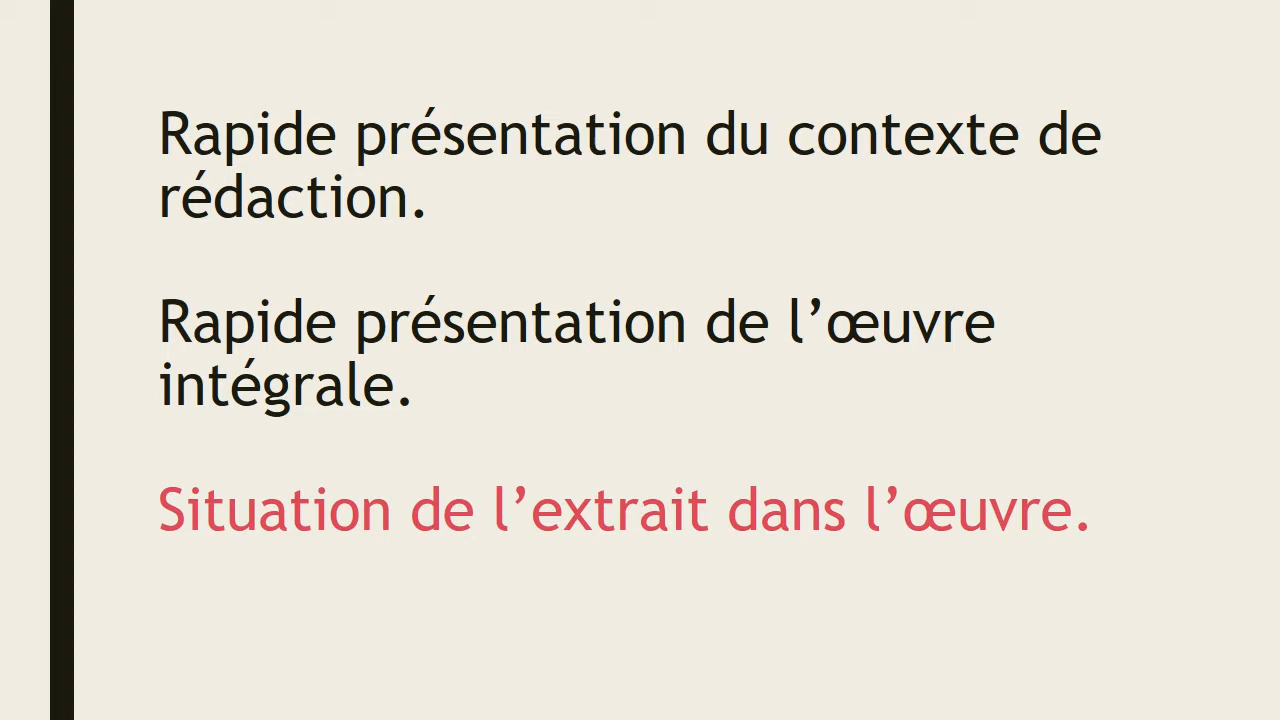 Rapide présentation du contexte de
rédaction.
Rapide présentation de l’œuvre
intégrale.
Situation de l’extrait dans l’œuvre.